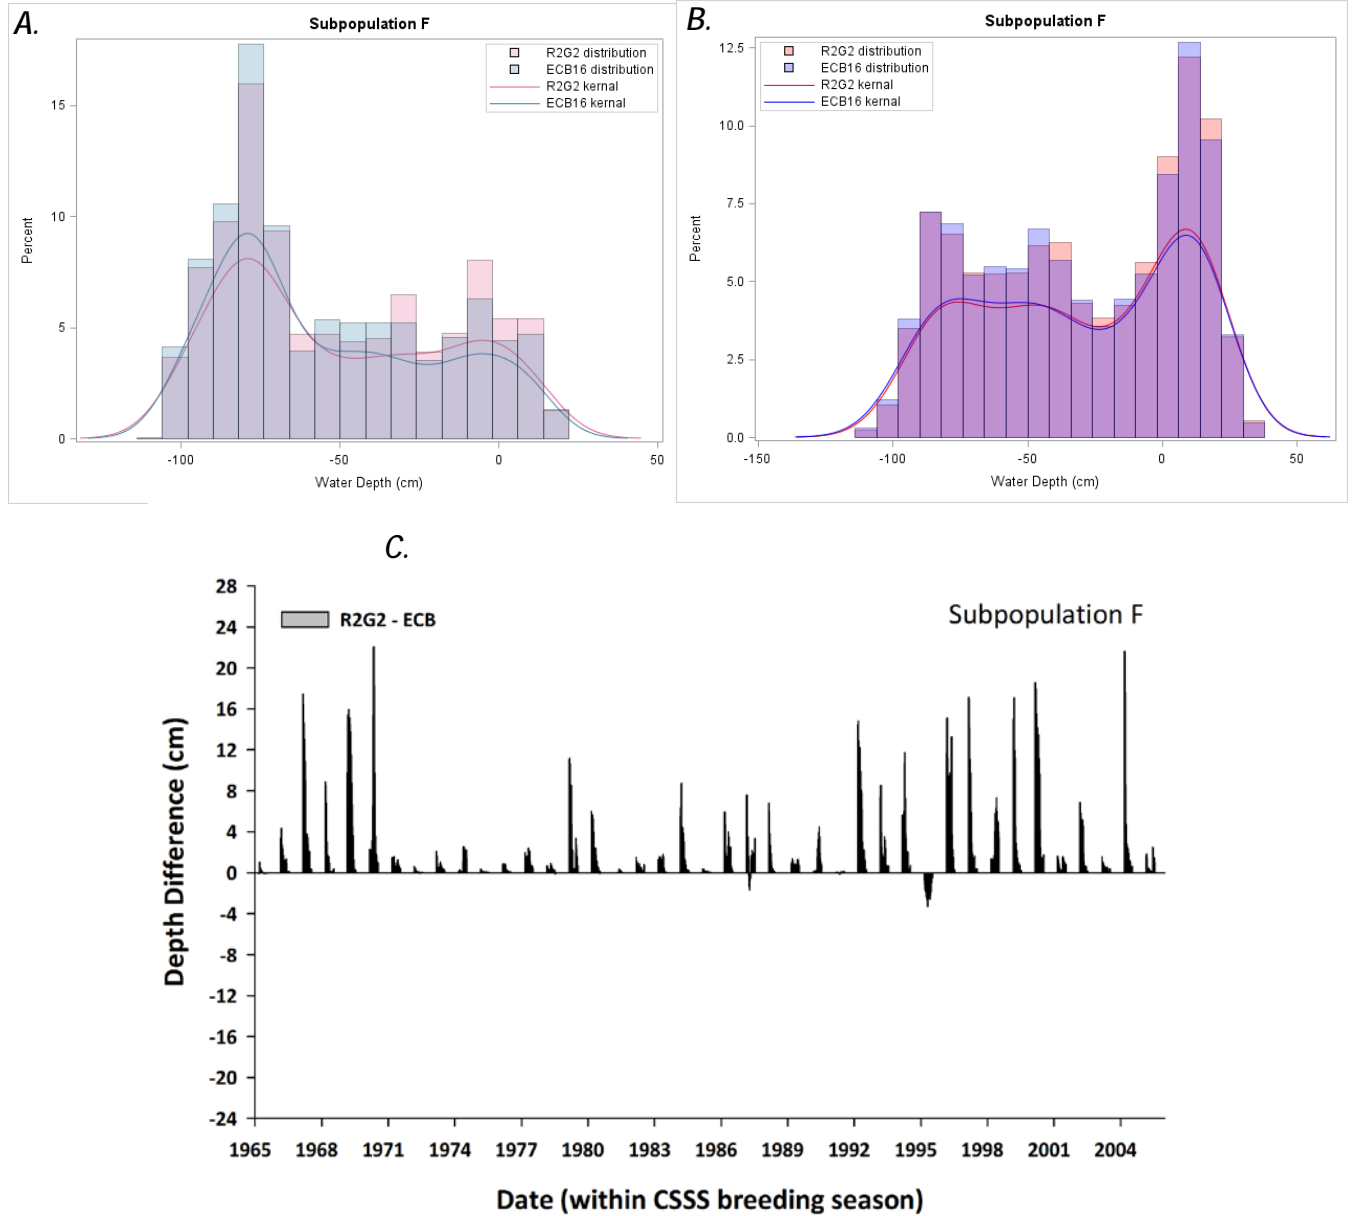 A.
Subpopulation F
R2G2 distribution
ECB16 distribution
R2G2 kernal
ECB16 kernal
15
10
5
0
Percent
-100
-50
0
50
Water Depth (cm)
B.
Subpopulation F
R2G2 distribution
ECB16 distribution
R2G2 kernal
ECB16 kernal
12.5
10.0
7.5
5.0
2.5
0.0
Percent
-150
-100
-50
0
50
Water Depth (cm)
C.
R2G2 - ECB
Subpopulation F
28
24
20
16
12
8
4
0
-4
-8
-12
-16
-20
-24
Depth Difference (cm)
1965
1968
1971
1974
1977
1980
1983
1986
1989
1992
1995
1998
2001
2004
Date (within CSSS breeding season)